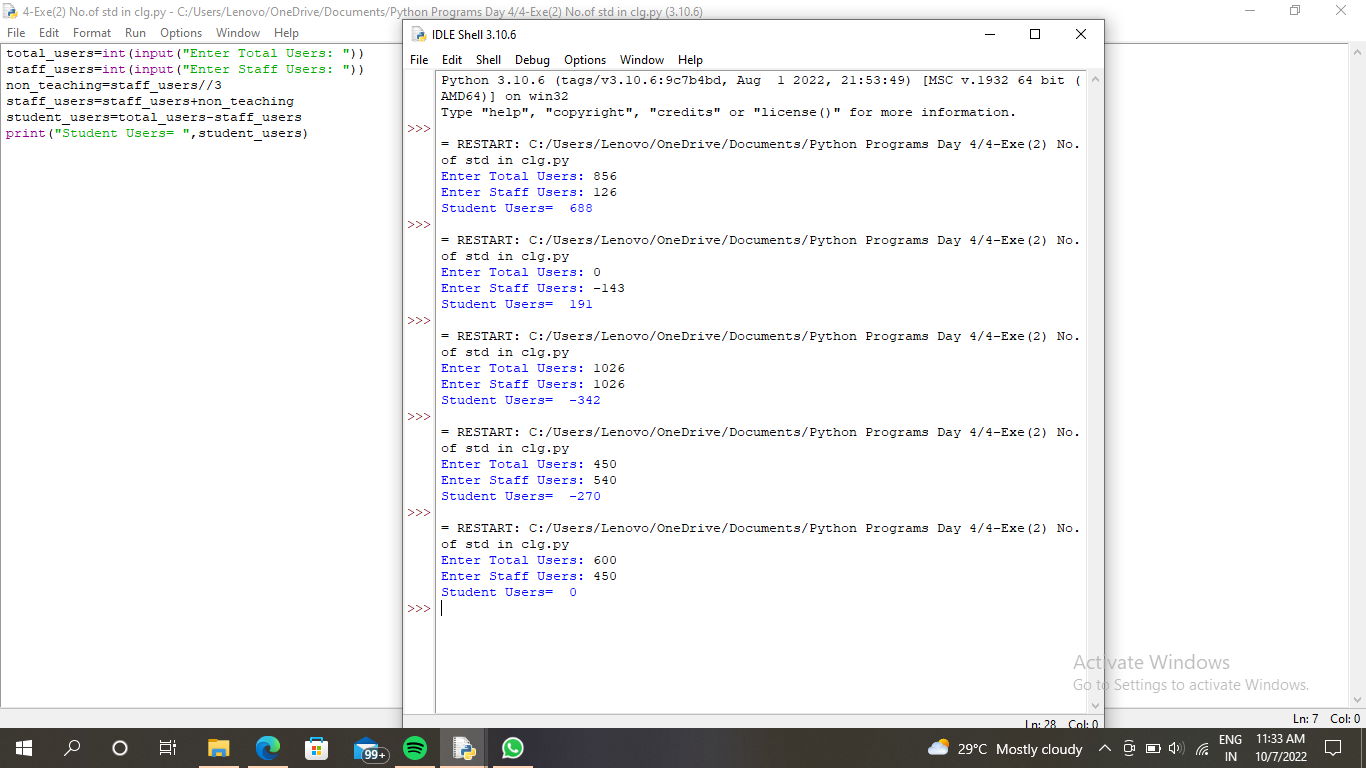 4-Exe(2) No.of std in clg.py - C:/Users/Lenovo/OneDrive/Documents/Python Programs Day 4/4-Exe(2) No.of std in clg.py (3.10.6)
File Edit Format Run Options Window Help
total_users=int(input("Enter Total Users: "))
staff_users=int(input("Enter Staff Users: "))
non_teaching=staff_users//3
staff_users=staff_users+non_teaching
student_users=total_users-staff_users
print("Student Users= ",student_users)
IDLE Shell 3.10.6
File Edit Shell Debug Options Window Help
Python 3.10.6 (tags/v3.10.6:9c7b4bd, Aug  1 2022, 21:53:49) [MSC v.1932 64 bit (
AMD64)] on win32
Type "help", "copyright", "credits" or "license()" for more information.
>>>
= RESTART: C:/Users/Lenovo/OneDrive/Documents/Python Programs Day 4/4-Exe(2) No.
of std in clg.py
Enter Total Users: 856
Enter Staff Users: 126
Student Users=  688
>>>
= RESTART: C:/Users/Lenovo/OneDrive/Documents/Python Programs Day 4/4-Exe(2) No.
of std in clg.py
Enter Total Users: 0
Enter Staff Users: -143
Student Users=  191
>>>
= RESTART: C:/Users/Lenovo/OneDrive/Documents/Python Programs Day 4/4-Exe(2) No.
of std in clg.py
Enter Total Users: 1026
Enter Staff Users: 1026
Student Users=  -342
>>>
= RESTART: C:/Users/Lenovo/OneDrive/Documents/Python Programs Day 4/4-Exe(2) No.
of std in clg.py
Enter Total Users: 450
Enter Staff Users: 540
Student Users=  -270
>>>
= RESTART: C:/Users/Lenovo/OneDrive/Documents/Python Programs Day 4/4-Exe(2) No.
of std in clg.py
Enter Total Users: 600
Enter Staff Users: 450
Student Users=  0
>>>
Ln: 28 Col: 0
Activate Windows
Go to Settings to activate Windows.
Ln: 7 Col: 0
99+
29°C Mostly cloudy
ENG
IN
11:33 AM
10/7/2022